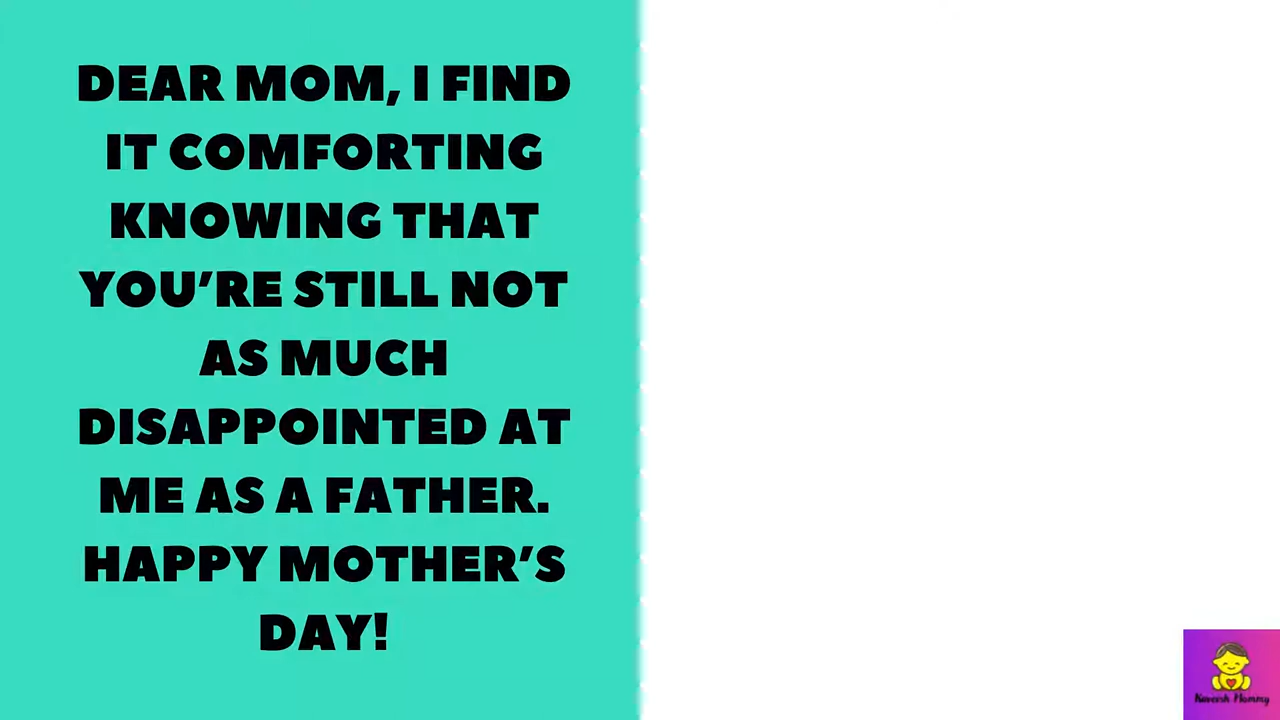 DEAR MOM, I FIND
IT COMFORTING
KNOWING THAT
YOU’RE STILL NOT
AS MUCH
DISAPPOINTED AT
ME AS A FATHER.
HAPPY MOTHER’S
DAY!
Mommy